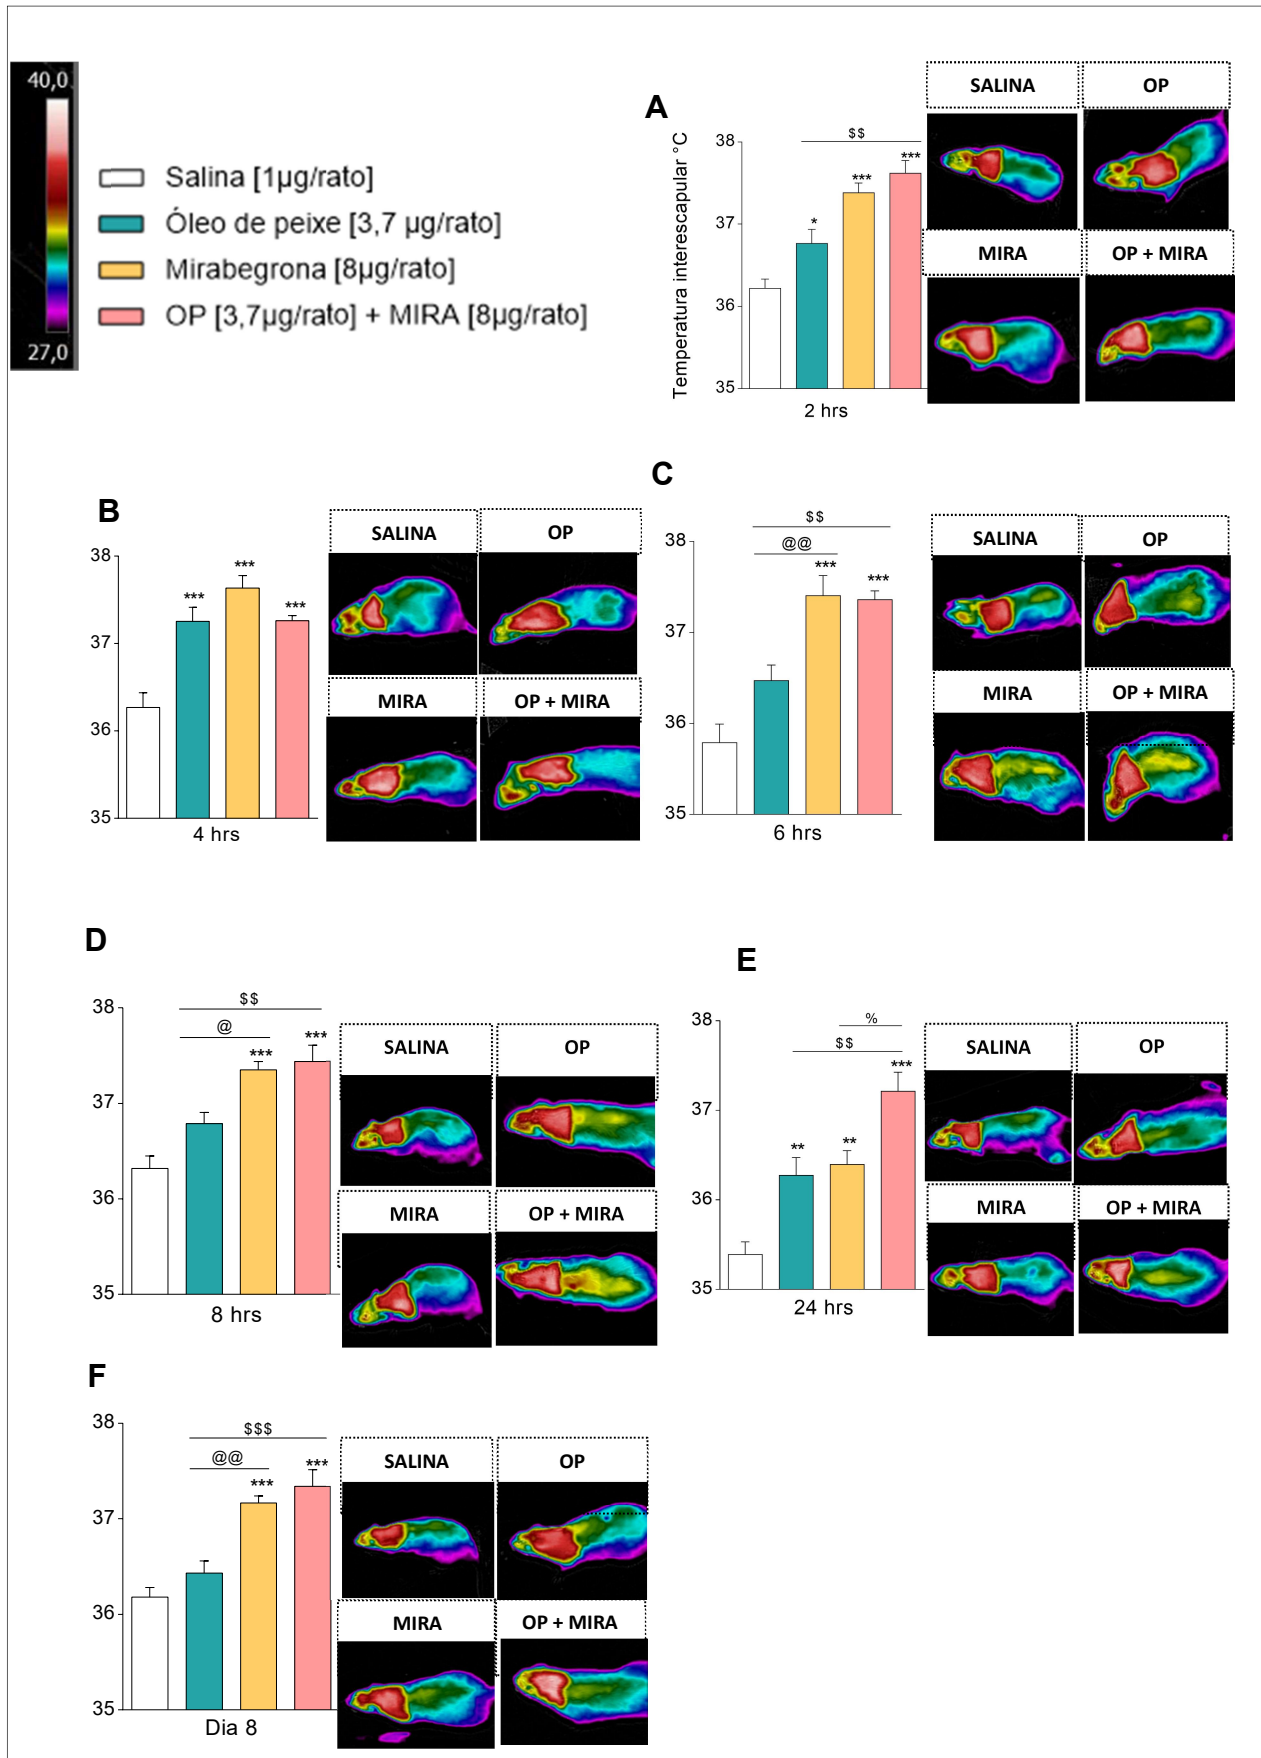 40,0
27,0
Salina [1µg/rato]
Óleo de peixe [3,7 µg/rato]
Mirabegrona [8µg/rato]
OP [3,7µg/rato] + MIRA [8µg/rato]
A
Temperatura interescapular °C
38
37
36
35
$$
*
***
***
2 hrs
SALINA
OP
MIRA
OP + MIRA
B
38
37
36
35
***
***
***
4 hrs
SALINA
OP
MIRA
OP + MIRA
C
38
37
36
35
$$
@@
***
***
6 hrs
SALINA
OP
MIRA
OP + MIRA
D
38
37
36
35
$$
@
***
***
8 hrs
SALINA
OP
MIRA
OP + MIRA
E
38
37
36
35
%
$$
**
**
***
24 hrs
SALINA
OP
MIRA
OP + MIRA
F
38
37
36
35
$$$
@@
***
***
Dia 8
SALINA
OP
MIRA
OP + MIRA